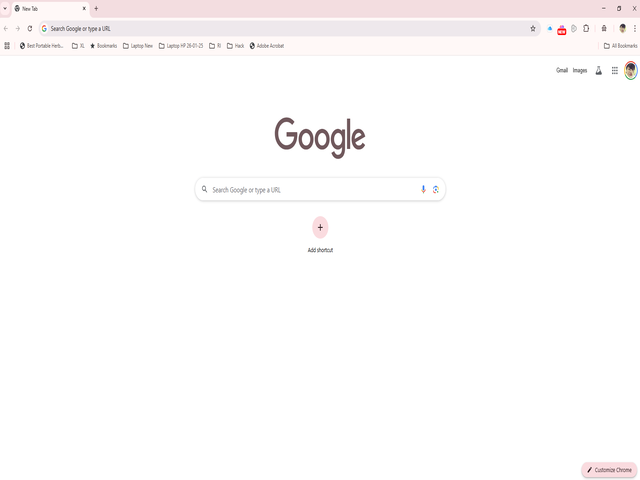 New Tab
Search Google or type a URL
NEW
Best Portable Herb...
XL
Bookmarks
Laptop New
Laptop HP 26-01-25
RI
Hack
Adobe Acrobat
All Bookmarks
Gmail
Images
Google
Search Google or type a URL
Add shortcut
Customize Chrome